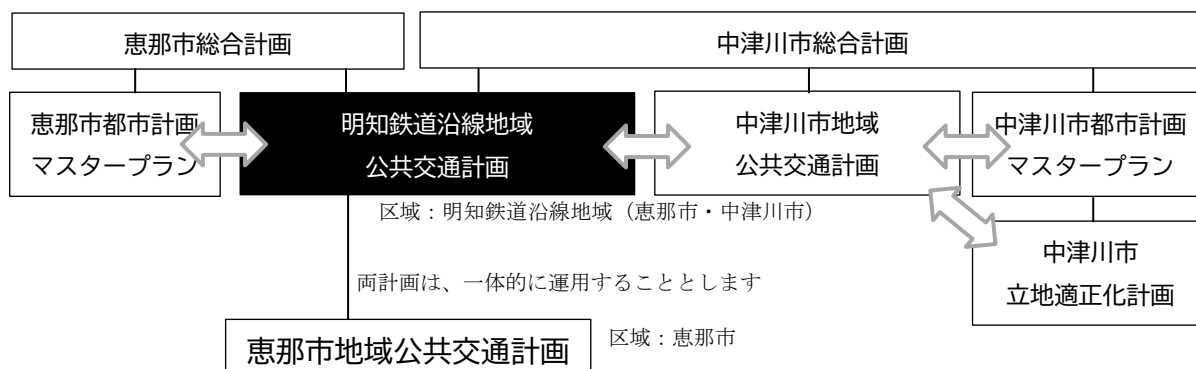 恵那市総合計画
中津川市総合計画
恵那市都市計画
マスタープラン
明知鉄道沿線地域
公共交通計画
中津川市地域
公共交通計画
中津川市都市計画
マスタープラン
区域：明知鉄道沿線地域（恵那市・中津川市）
中津川市
立地適正化計画
両計画は、一体的に運用することとします
恵那市地域公共交通計画
区域：恵那市